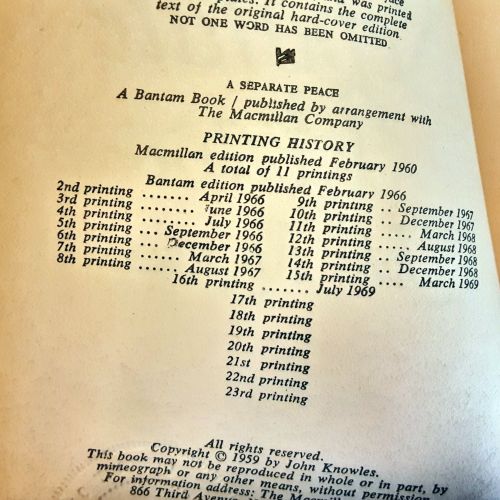 plates. It contains the complete
text of the original hard-cover edition.
NOT ONE WORD HAS BEEN OMITTED.
A SEPARATE PEACE
A Bantam Book / published by arrangement with
The Macmillan Company
PRINTING HISTORY
Macmillan edition published February 1960
A total of 11 printings
Bantam edition published February 1966
2nd printing ....... April 1966
3rd printing ....... June 1966
4th printing ....... July 1966
5th printing ... September 1966
6th printing ... December 1966
7th printing ...... March 1967
8th printing ...... August 1967
9th printing .. September 1967
10th printing .. December 1967
11th printing .... March 1968
12th printing .... August 1968
13th printing .. September 1968
14th printing .. December 1968
15th printing .... March 1969
16th printing ...... July 1969
17th printing
18th printing
19th printing
20th printing
21st printing
22nd printing
23rd printing
All rights reserved.
Copyright © 1959 by John Knowles.
This book may not be reproduced in whole or in part, by
mimeograph or any other means, without permission.
For information address: The Macmillan
866 Third Avenue